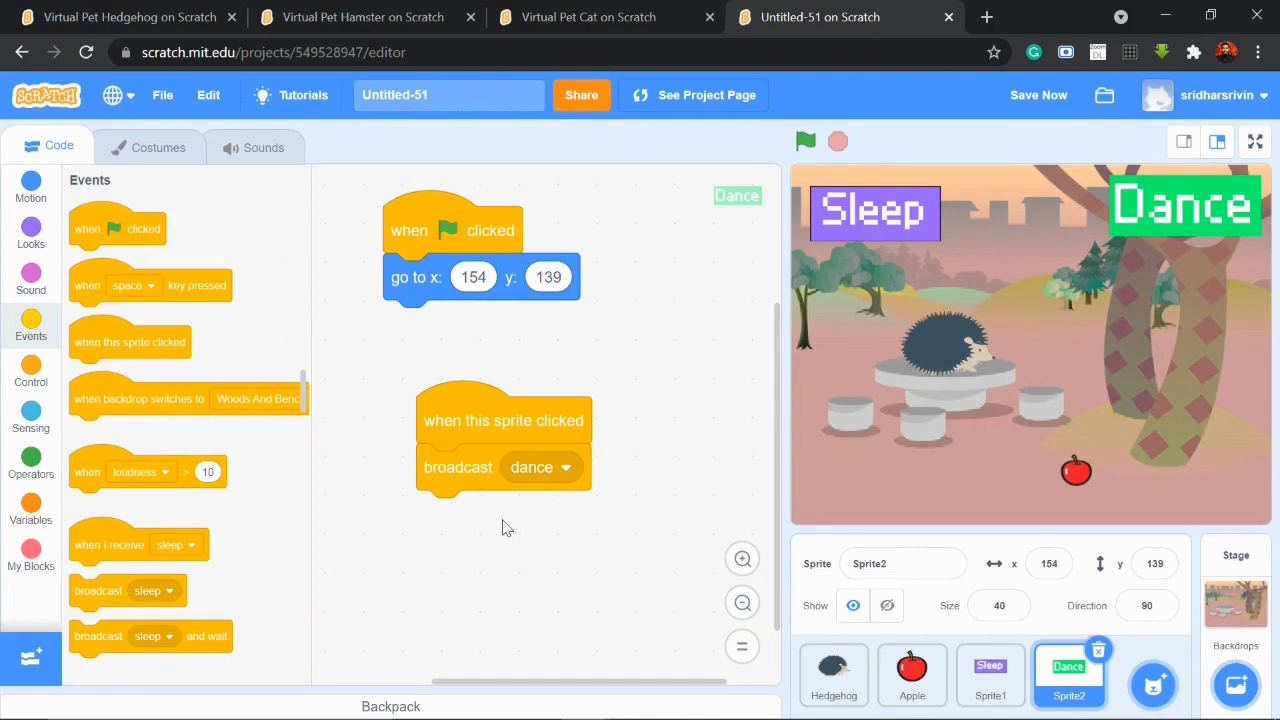 Virtual Pet Hedgehog on Scratch
Virtual Pet Hamster on Scratch
Virtual Pet Cat on Scratch
Untitled-51 on Scratch
scratch.mit.edu/projects/549528947/editor
Zoom
DL
SCRATCH
File
Edit
Tutorials
Untitled-51
Share
See Project Page
Save Now
sridharsrivin
Code
Costumes
Sounds
Motion
Looks
Sound
Events
Control
Sensing
Operators
Variables
My Blocks
Events
when clicked
when space key pressed
when this sprite clicked
when backdrop switches to Woods And Benc
when loudness > 10
when I receive sleep
broadcast sleep
broadcast sleep and wait
Dance
when clicked
go to x: 154 y: 139
when this sprite clicked
broadcast dance
Backpack
Sleep
Dance
Sprite Sprite2 x 154 y 139
Show Size 40 Direction 90
Hedgehog
Apple
Sleep
Sprite1
Dance
Sprite2
Stage
Backdrops